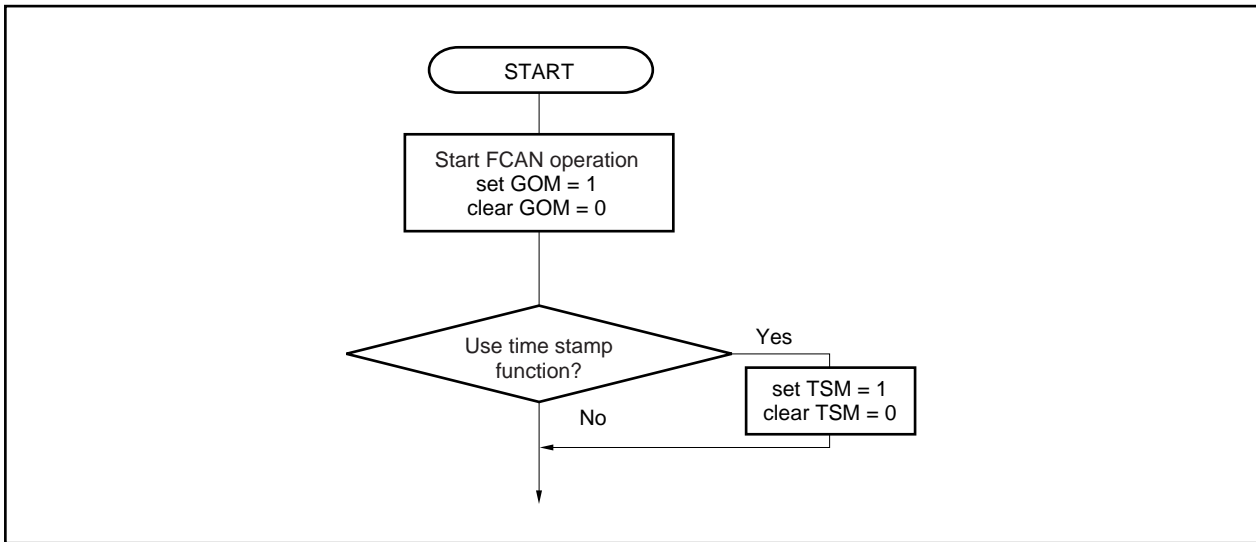 START
Start FCAN operation
set GOM = 1
clear GOM = 0
Use time stamp
function?
Yes
set TSM = 1
clear TSM = 0
No